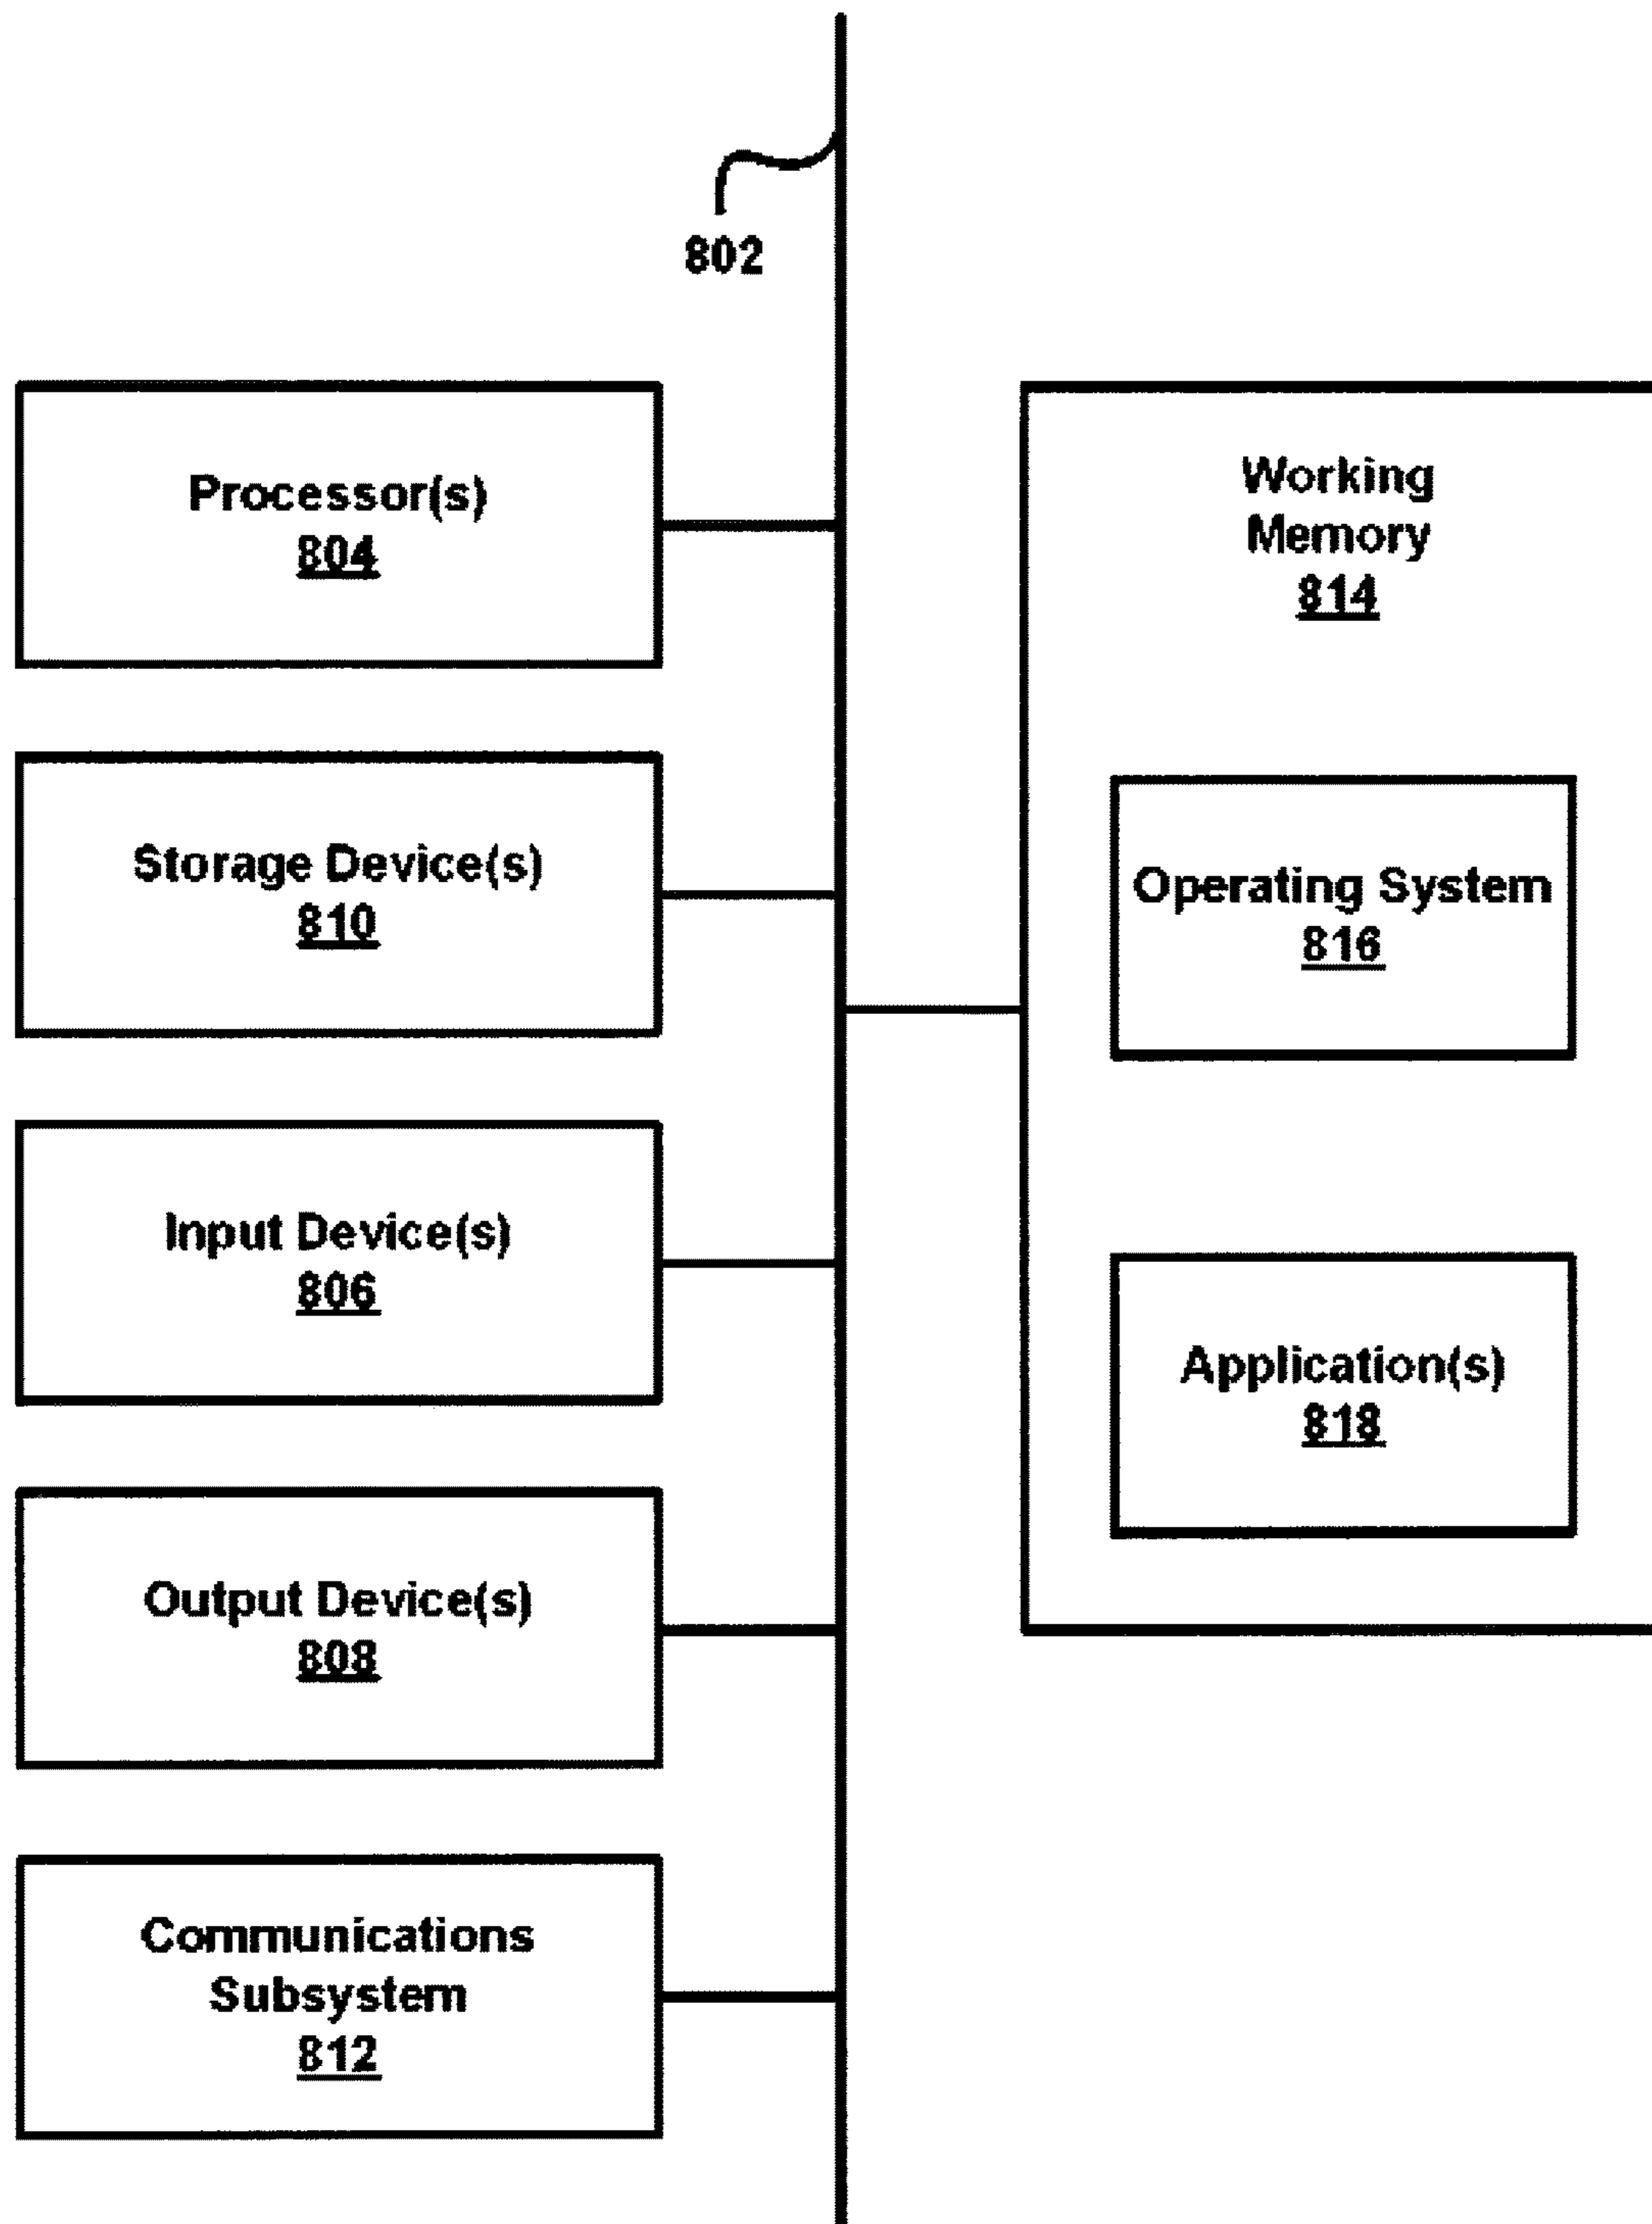 802
Processor(s)
804
Storage Device(s)
810
Input Device(s)
806
Output Device(s)
808
Communications
Subsystem
812
Working
Memory
814
Operating System
816
Application(s)
818